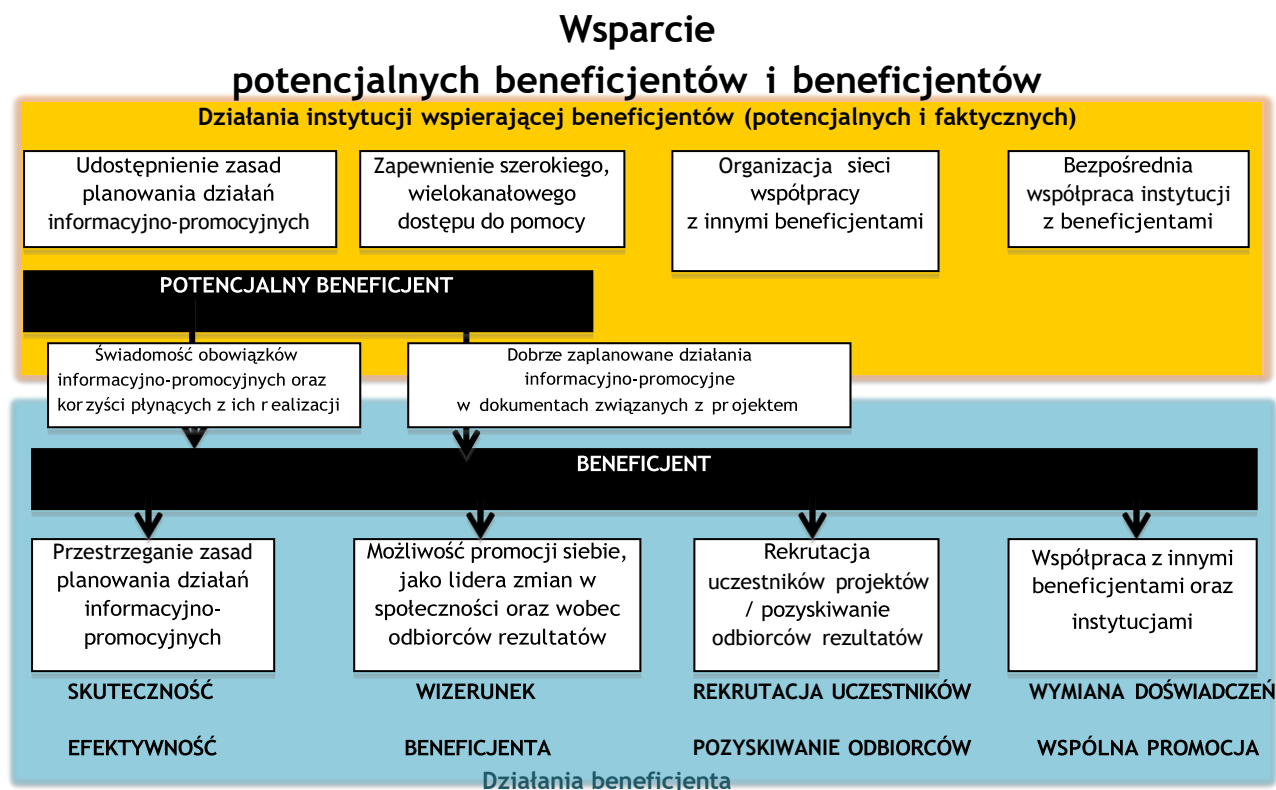 Wsparcie
potencjalnych beneficjentów i beneficjentów
Działania instytucji wspierającej beneficjentów (potencjalnych i faktycznych)
Udostępnienie zasad
planowania działań
informacyjno-promocyjnych
Zapewnienie szerokiego,
wielokanałowego
dostępu do pomocy
Organizacja sieci
współpracy
z innymi beneficjentami
Bezpośrednia
współpraca instytucji
z beneficjentami
POTENCJALNY BENEFICJENT
Świadomość obowiązków
informacyjno-promocyjnych oraz
korzyści płynących z ich realizacji
Dobrze zaplanowane działania
informacyjno-promocyjne
w dokumentach związanych z projektem
BENEFICJENT
Przestrzeganie zasad
planowania działań
informacyjno-
promocyjnych
Możliwość promocji siebie,
jako lidera zmian w
społeczności oraz wobec
odbiorców rezultatów
Rekrutacja
uczestników projektów
/ pozyskiwanie
odbiorców rezultatów
Współpraca z innymi
beneficjentami oraz
instytucjami
SKUTECZNOŚĆ
EFEKTYWNOŚĆ
WIZERUNEK
BENEFICJENTA
REKRUTACJA UCZESTNIKÓW
POZYSKIWANIE ODBIORCÓW
WYMIANA DOŚWIADCZEŃ
WSPÓLNA PROMOCJA
Działania beneficjenta